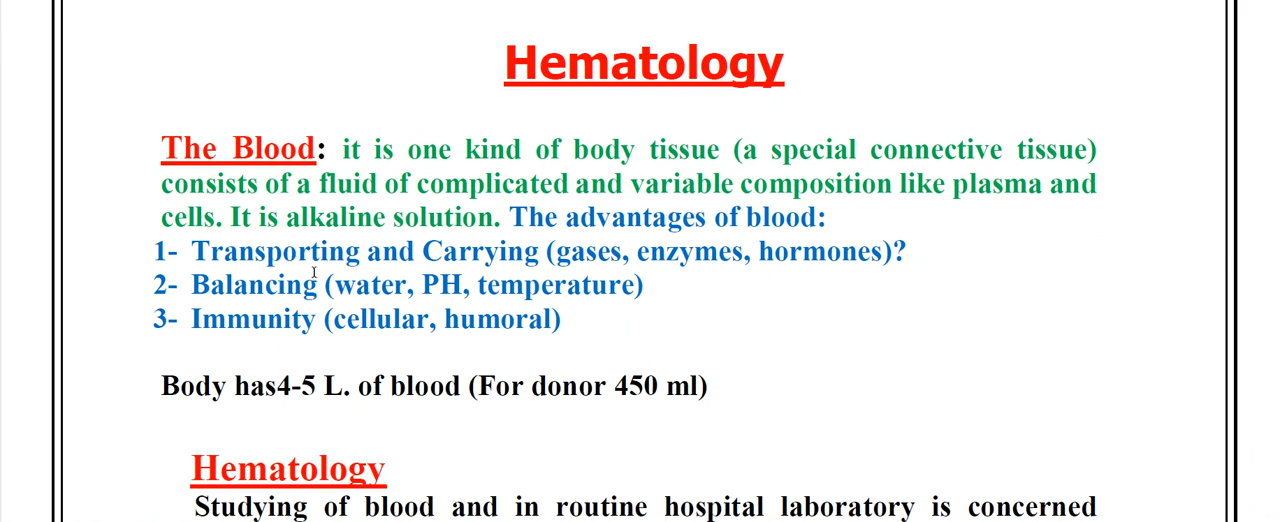 Hematology
The Blood: it is one kind of body tissue (a special connective tissue)
consists of a fluid of complicated and variable composition like plasma and
cells. It is alkaline solution. The advantages of blood:
1- Transporting and Carrying (gases, enzymes, hormones)?
2- Balancing (water, PH, temperature)
3- Immunity (cellular, humoral)
Body has4-5 L. of blood (For donor 450 ml)
Hematology
Studying of blood and in routine hospital laboratory is concerned